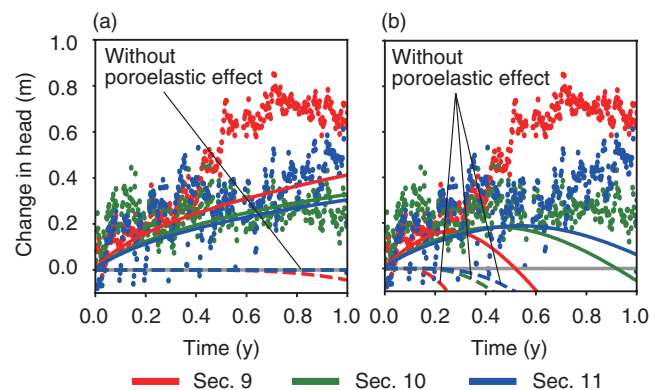 (a)
(b)
Change in head (m)
1.0
0.8
0.6
0.4
0.2
0.0
Without
poroelastic effect
Without
poroelastic effect
0.0 0.2 0.4 0.6 0.8 1.0
0.0 0.2 0.4 0.6 0.8 1.0
Time (y)
Time (y)
Sec. 9 Sec. 10 Sec. 11